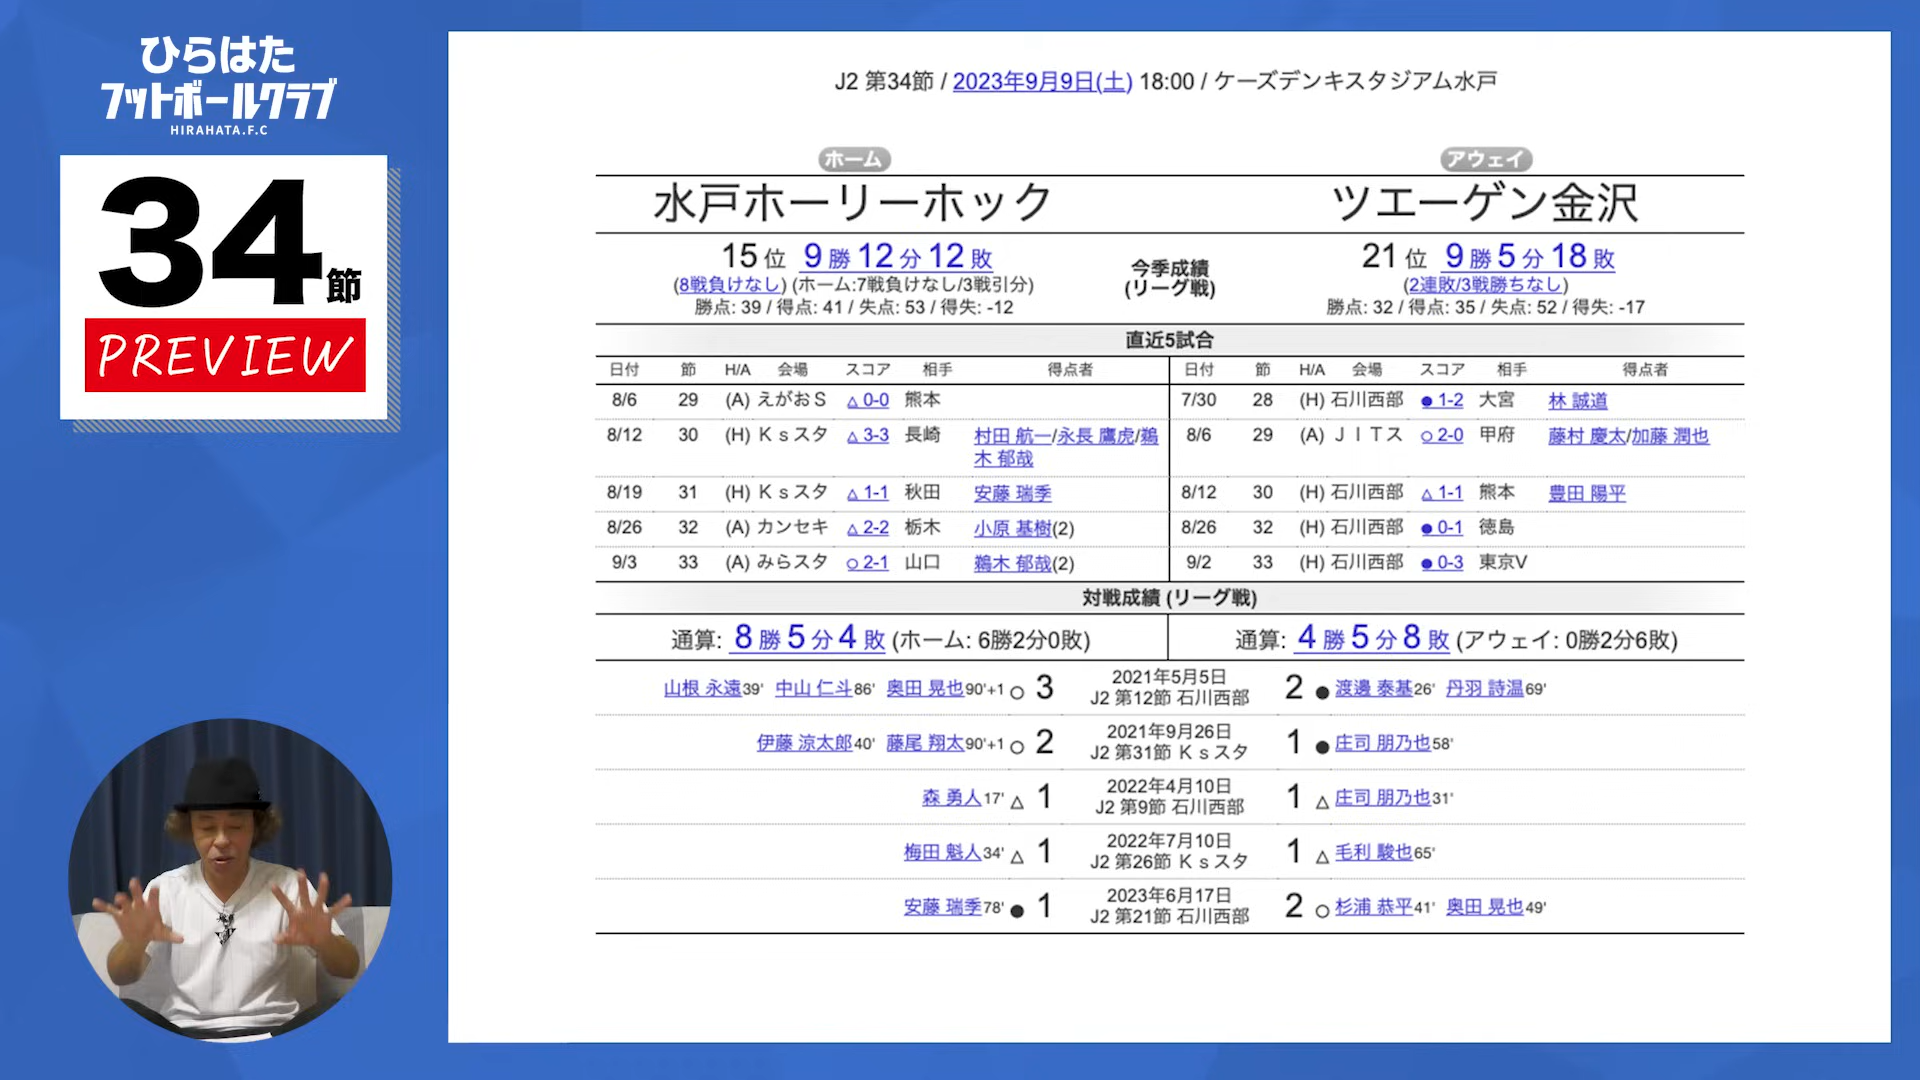 ひらはた
フットボールクラブ
HIRAHATA.F.C
34節
PREVIEW
J2 第34節 / 2023年9月9日(土) 18:00 / ケーズデンキスタジアム水戸
ホーム アウェイ
水戸ホーリーホック ツエーゲン金沢
15位 9勝12分12敗 今季成績 (リーグ戦) 21位 9勝5分18敗
(8戦負けなし) (ホーム:7戦負けなし/3戦引分) (2連敗/3戦勝ちなし)
勝点: 39 / 得点: 41 / 失点: 53 / 得失: -12 勝点: 32 / 得点: 35 / 失点: 52 / 得失: -17
直近5試合
日付 節 H/A 会場 スコア 相手 得点者 日付 節 H/A 会場 スコア 相手 得点者
8/6 29 (A) えがおS △ 0-0 熊本 7/30 28 (H) 石川西部 ● 1-2 大宮 林 誠道
8/12 30 (H) Ksスタ △ 3-3 長崎 村田 航一/永長 鷹虎/鵜木 郁哉 8/6 29 (A) JITス ○ 2-0 甲府 藤村 慶太/加藤 潤也
8/19 31 (H) Ksスタ △ 1-1 秋田 安藤 瑞季 8/12 30 (H) 石川西部 △ 1-1 熊本 豊田 陽平
8/26 32 (A) カンセキ △ 2-2 栃木 小原 基樹(2) 8/26 32 (H) 石川西部 ● 0-1 徳島
9/3 33 (A) みらスタ ○ 2-1 山口 鵜木 郁哉(2) 9/2 33 (H) 石川西部 ● 0-3 東京V
対戦成績 (リーグ戦)
通算: 8勝5分4敗 (ホーム: 6勝2分0敗) 通算: 4勝5分8敗 (アウェイ: 0勝2分6敗)
山根 永遠39' 中山 仁斗86' 奥田 晃也90'+1 ○ 3 2021年5月5日 J2 第12節 石川西部 2 ● 渡邊 泰基26' 丹羽 詩温69'
伊藤 涼太郎40' 藤尾 翔太90'+1 ○ 2 2021年9月26日 J2 第31節 Ksスタ 1 ● 庄司 朋乃也58'
森 勇人17' △ 1 2022年4月10日 J2 第9節 石川西部 1 △ 庄司 朋乃也31'
梅田 魁人34' △ 1 2022年7月10日 J2 第26節 Ksスタ 1 △ 毛利 駿也65'
安藤 瑞季78' ● 1 2023年6月17日 J2 第21節 石川西部 2 ○ 杉浦 恭平41' 奥田 晃也49'